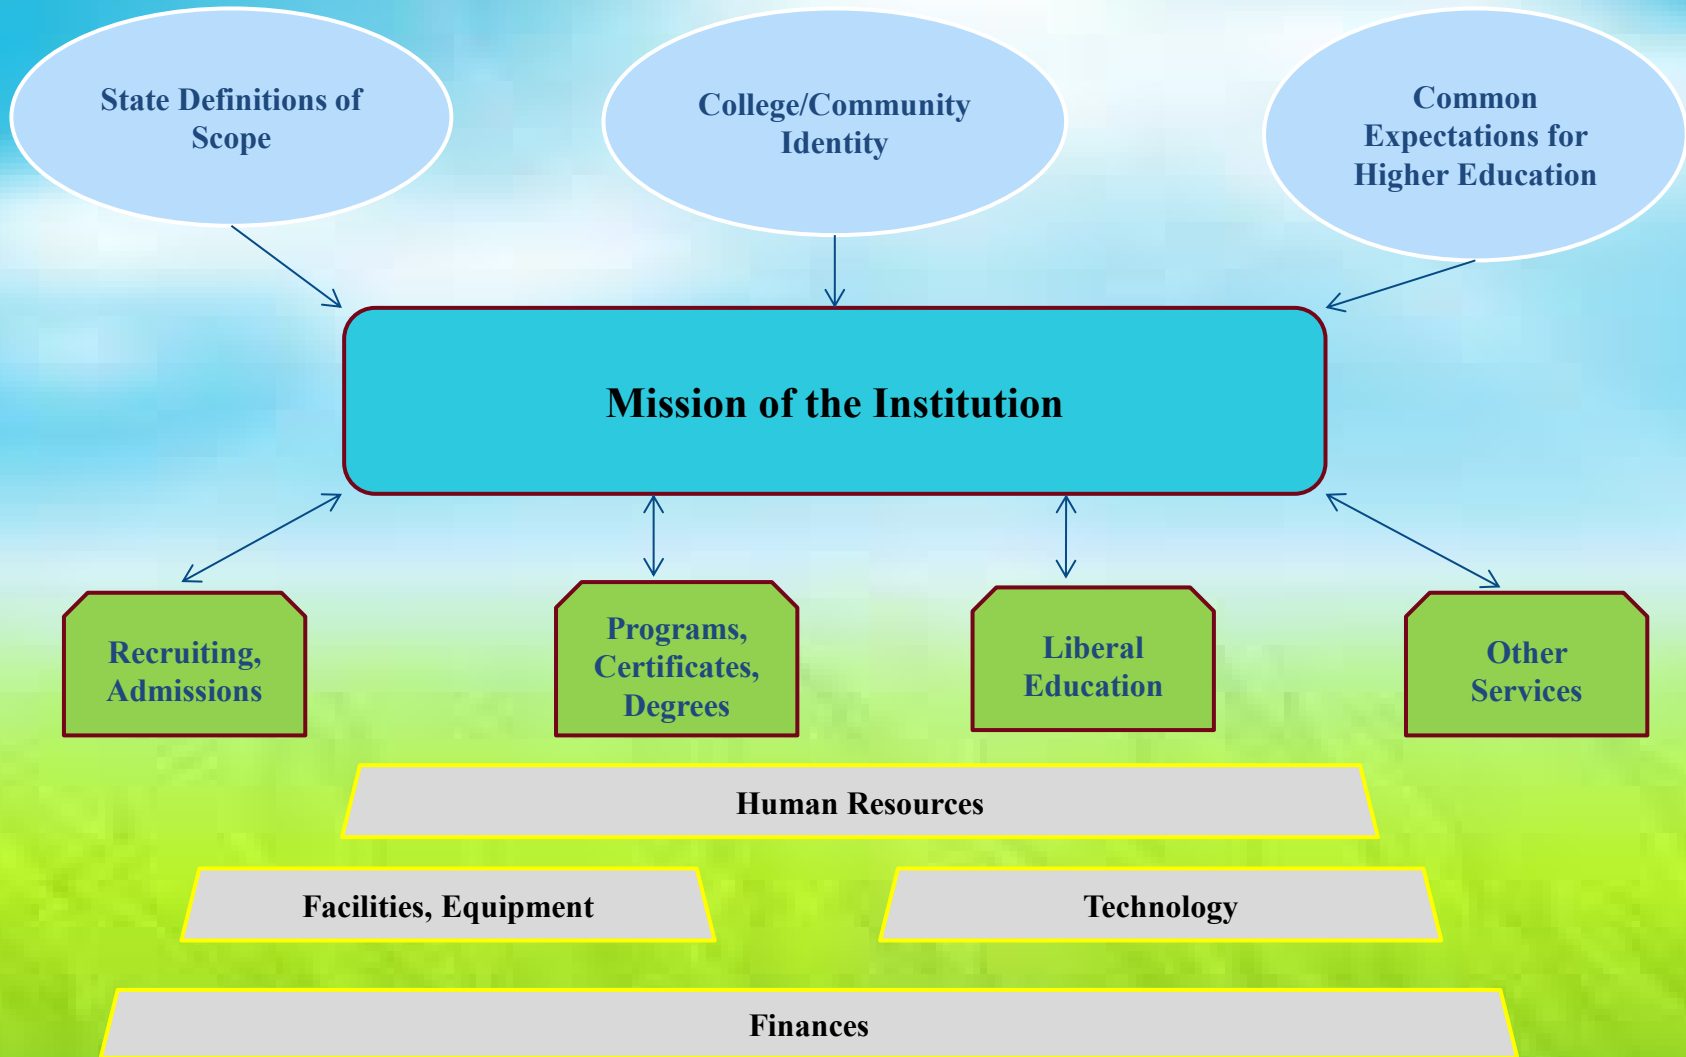 State Definitions of
Scope
College/Community
Identity
Common
Expectations for
Higher Education
Mission of the Institution
Recruiting,
Admissions
Programs,
Certificates,
Degrees
Liberal
Education
Other
Services
Human Resources
Facilities, Equipment
Technology
Finances